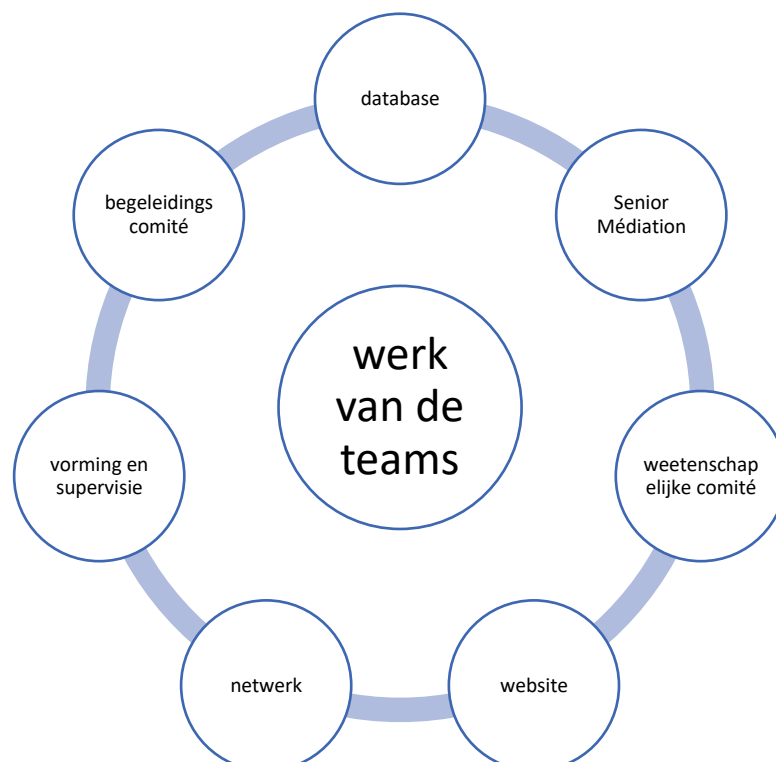 database
Senior
Médiation
weetenschap
elijke comité
website
netwerk
vorming en
supervisie
begeleidings
comité
werk
van de
teams